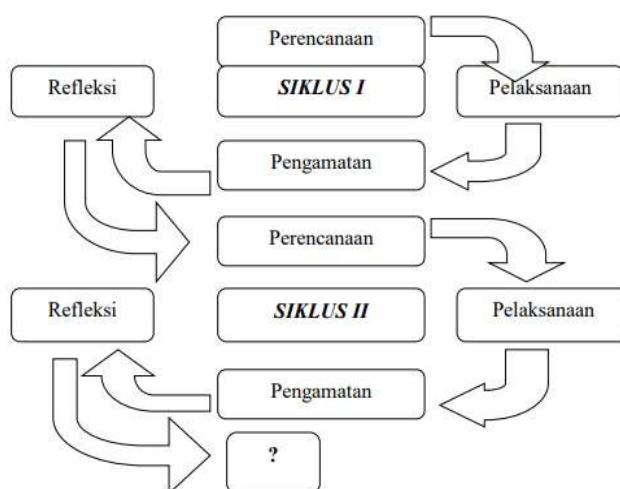 Perencanaan
Refleksi
SIKLUS I
Pelaksanaan
Pengamatan
Perencanaan
Refleksi
SIKLUS II
Pelaksanaan
Pengamatan
?